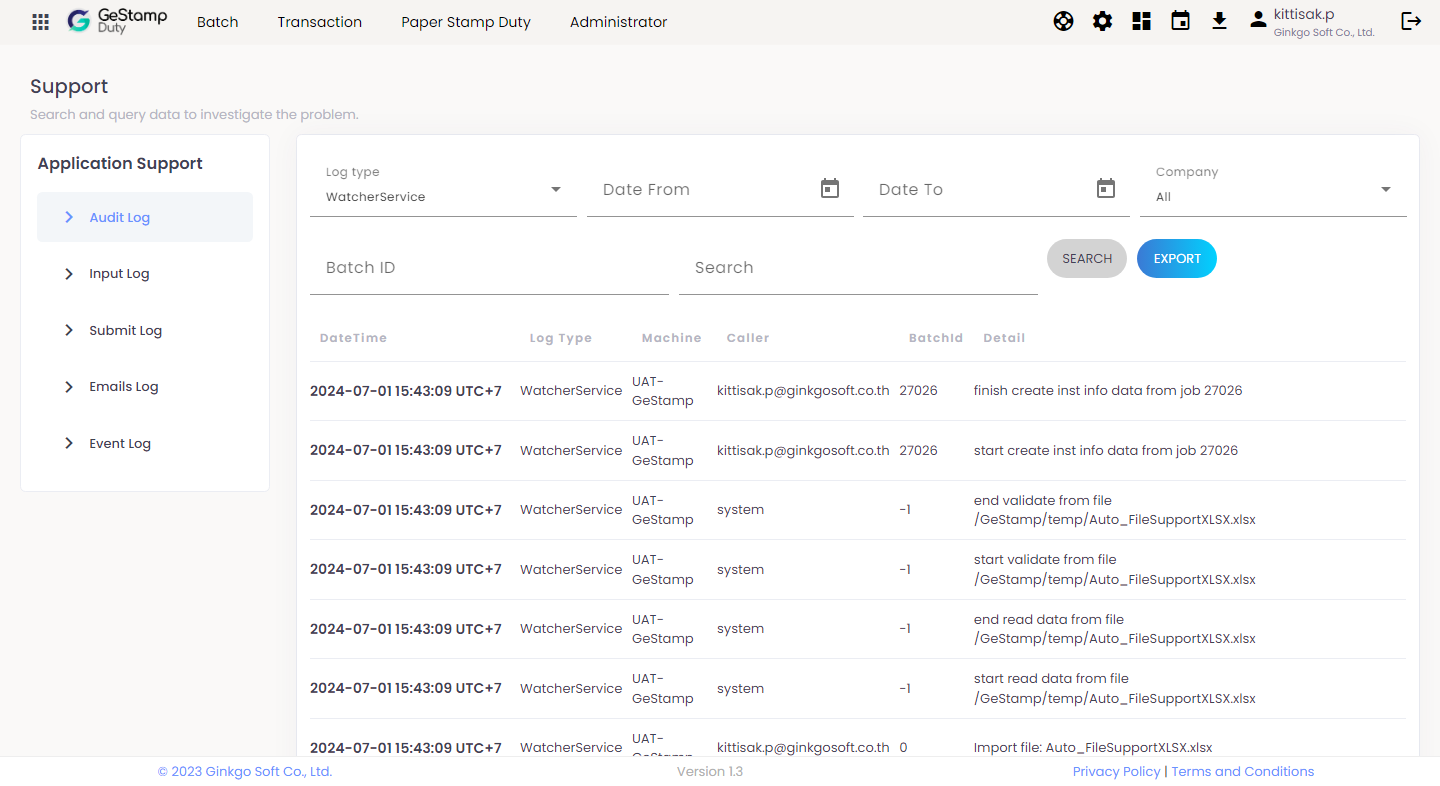 GeStamp
Duty
Batch
Transaction
Paper Stamp Duty
Administrator
kittisak.p
Ginkgo Soft Co., Ltd.
Support
Search and query data to investigate the problem.
Application Support
Audit Log
Input Log
Submit Log
Emails Log
Event Log
Log type
WatcherService
Date From
Date To
Company
All
Batch ID
Search
SEARCH
EXPORT
DateTime Log Type Machine Caller BatchId Detail
2024-07-01 15:43:09 UTC+7 WatcherService UAT-
GeStamp kittisak.p@ginkgosoft.co.th 27026 finish create inst info data from job 27026
2024-07-01 15:43:09 UTC+7 WatcherService UAT-
GeStamp kittisak.p@ginkgosoft.co.th 27026 start create inst info data from job 27026
2024-07-01 15:43:09 UTC+7 WatcherService UAT-
GeStamp system -1 end validate from file
/GeStamp/temp/Auto_FileSupportXLSX.xlsx
2024-07-01 15:43:09 UTC+7 WatcherService UAT-
GeStamp system -1 start validate from file
/GeStamp/temp/Auto_FileSupportXLSX.xlsx
2024-07-01 15:43:09 UTC+7 WatcherService UAT-
GeStamp system -1 end read data from file
/GeStamp/temp/Auto_FileSupportXLSX.xlsx
2024-07-01 15:43:09 UTC+7 WatcherService UAT-
GeStamp system -1 start read data from file
/GeStamp/temp/Auto_FileSupportXLSX.xlsx
2024-07-01 15:43:09 UTC+7 WatcherService UAT-
kittisak.p@ginkgosoft.co.th 0 Import file: Auto_FileSupportXLSX.xlsx
© 2023 Ginkgo Soft Co., Ltd.
Version 1.3
Privacy Policy | Terms and Conditions